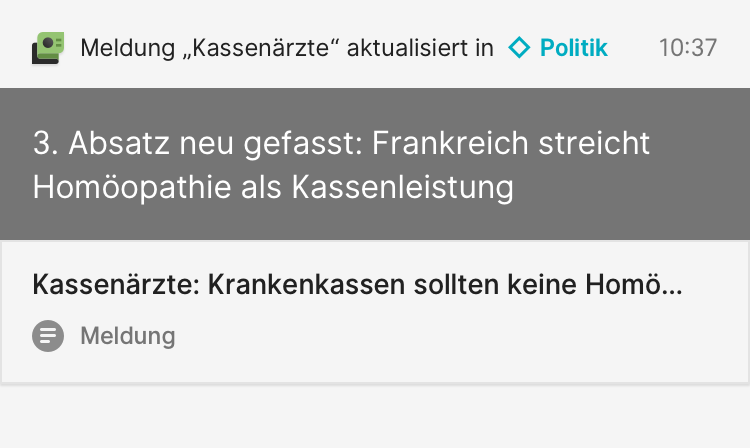 Meldung „Kassenärzte“ aktualisiert in Politik 10:37
3. Absatz neu gefasst: Frankreich streicht
Homöopathie als Kassenleistung
Kassenärzte: Krankenkassen sollten keine Homö...
Meldung